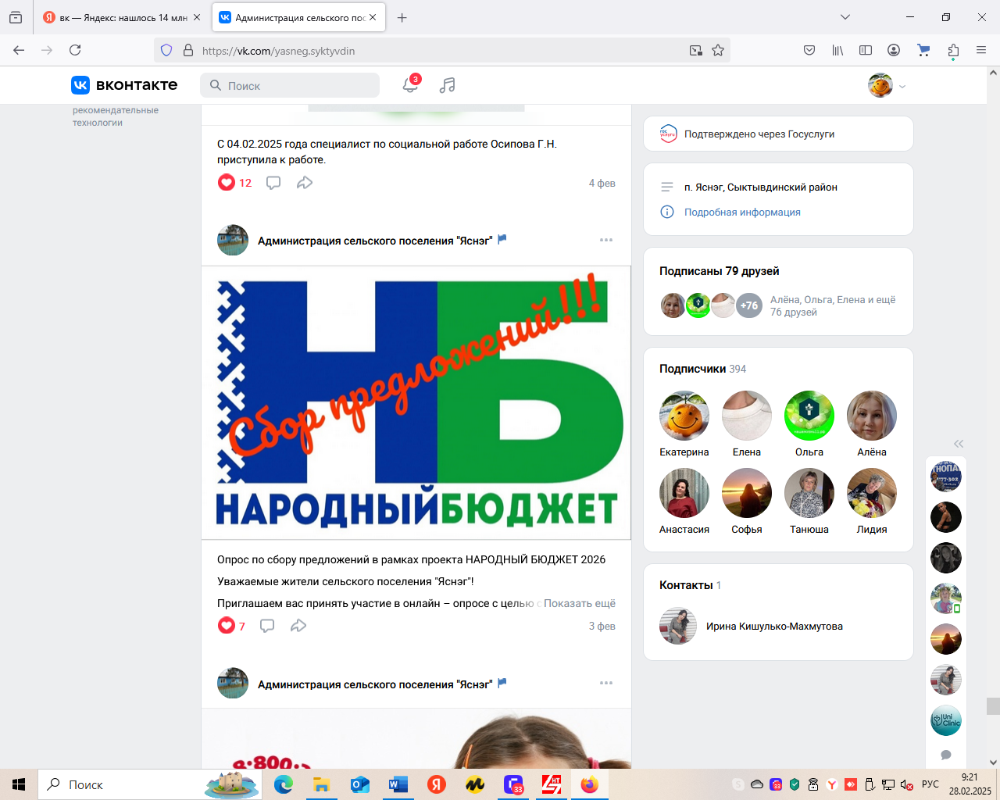 вк — Яндекс: нашлось 14 млн
Администрация сельского пос
https://vk.com/yasneg.syktyvdin
вконтакте
Поиск
3
рекомендательные
технологии
С 04.02.2025 года специалист по социальной работе Осипова Г.Н.
приступила к работе.
12
4 фев
Администрация сельского поселения "Яснэг"
Сбор предложений!!!
НБ
НАРОДНЫЙБЮДЖЕТ
Опрос по сбору предложений в рамках проекта НАРОДНЫЙ БЮДЖЕТ 2026
Уважаемые жители сельского поселения "Яснэг"!
Приглашаем вас принять участие в онлайн – опросе с целью с Показать ещё
7
3 фев
Администрация сельского поселения "Яснэг"
8-800-
гос
услуги
Подтверждено через Госуслуги
п. Яснэг, Сыктывдинский район
Подробная информация
Подписаны 79 друзей
+76
Алёна, Ольга, Елена и ещё
76 друзей
Подписчики 394
Екатерина
Елена
Ольга
Алёна
Анастасия
Софья
Танюша
Лидия
Контакты 1
Ирина Кишулько-Махмутова
Uni
Clinic
Поиск
33
33
РУС
9:21
28.02.2025